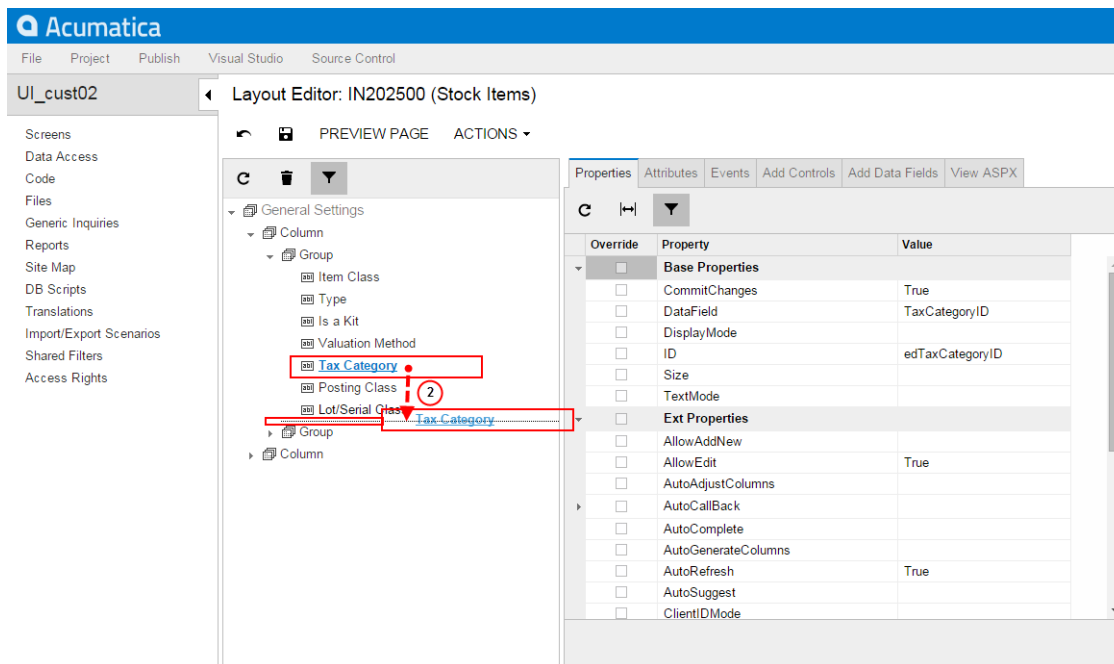 Acumatica
File Project Publish Visual Studio Source Control
UI_cust02
Layout Editor: IN202500 (Stock Items)
Screens
Data Access
Code
Files
Generic Inquiries
Reports
Site Map
DB Scripts
Translations
Import/Export Scenarios
Shared Filters
Access Rights
PREVIEW PAGE ACTIONS
General Settings
Column
Group
Item Class
Type
Is a Kit
Valuation Method
Tax Category
Posting Class
2
Lot/Serial Class
Tax Category
Group
Column
Properties Attributes Events Add Controls Add Data Fields View ASPX
Override Property Value
Base Properties
CommitChanges True
DataField TaxCategoryID
DisplayMode
ID edTaxCategoryID
Size
TextMode
Ext Properties
AllowAddNew
AllowEdit True
AutoAdjustColumns
AutoCallBack
AutoComplete
AutoGenerateColumns
AutoRefresh True
AutoSuggest
ClientIDMode